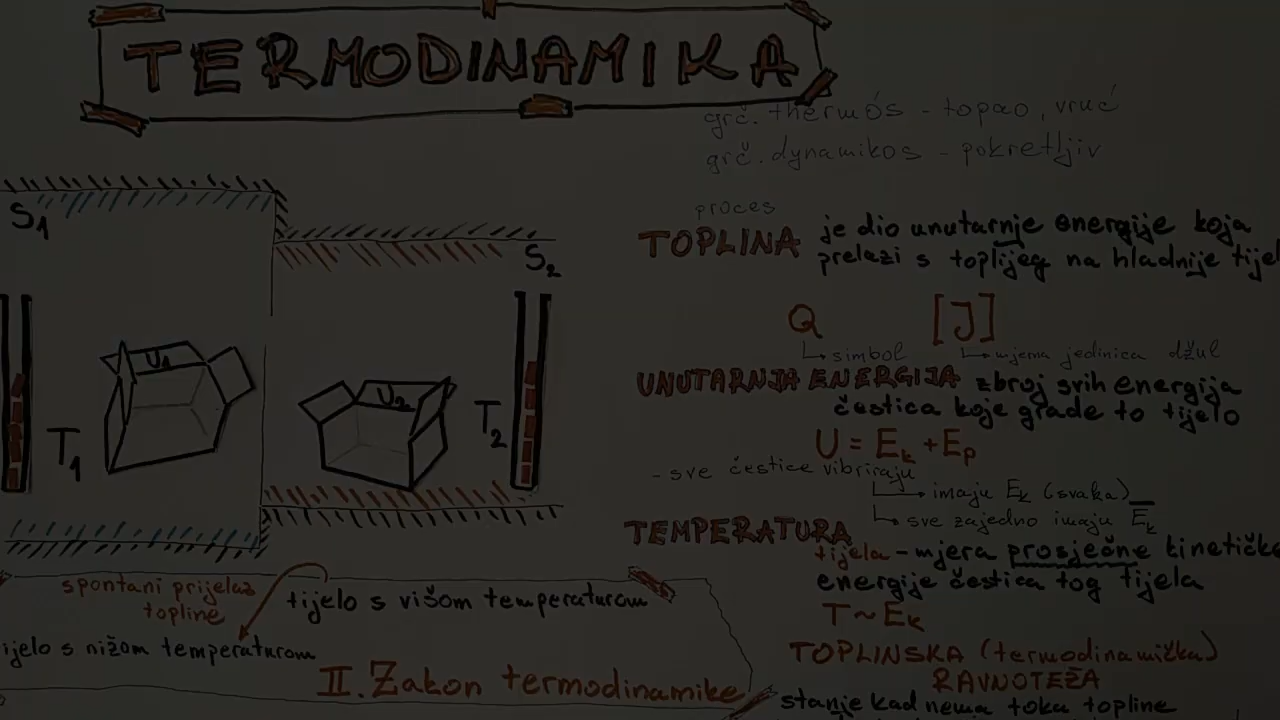 TERMODINAMIKA
grč. thermós - topao, vruć
grč. dynamikos - pokretljiv
S₁
S₂
U₁
U₂
T₁
T₂
spontani prijelaz
topline
tijelo s višom temperaturom
ijelo s nižom temperaturom
II. Zakon termodinamike
proces
TOPLINA je dio unutarnje energije koja
prelazi s toplijeg na hladnije tije
Q [J]
simbol mjerna jedinica džul
UNUTARNJA ENERGIJA zbroj svih energija
čestica koje grade to tijelo
U = Eₖ + Eₚ
- sve čestice vibriraju
imaju Eₖ (svaka)
sve zajedno imaju E̅ₖ
TEMPERATURA
tijela - mjera prosječne kinetičke
energije čestica tog tijela
T ~ Eₖ
TOPLINSKA (termodinamička)
RAVNOTEŽA
stanje kad nema toka topline